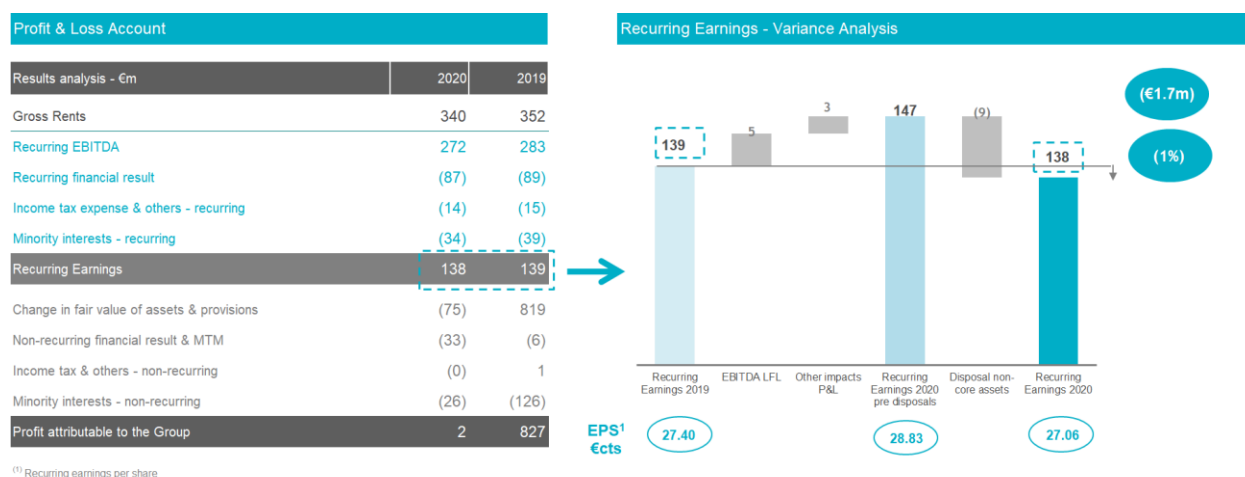 Profit & Loss Account
Results analysis - €m 2020 2019
Gross Rents 340 352
Recurring EBITDA 272 283
Recurring financial result (87) (89)
Income tax expense & others - recurring (14) (15)
Minority interests - recurring (34) (39)
Recurring Earnings 138 139
Change in fair value of assets & provisions (75) 819
Non-recurring financial result & MTM (33) (6)
Income tax & others - non-recurring (0) 1
Minority interests - non-recurring (26) (126)
Profit attributable to the Group 2 827
(1) Recurring earnings per share
Recurring Earnings - Variance Analysis
(€1.7m)
(1%)
139
5
3
147
(9)
138
Recurring
Earnings 2019
EBITDA LFL
Other impacts
P&L
Recurring
Earnings 2020
pre disposals
Disposal non-
core assets
Recurring
Earnings 2020
EPS1
€cts
27.40
28.83
27.06